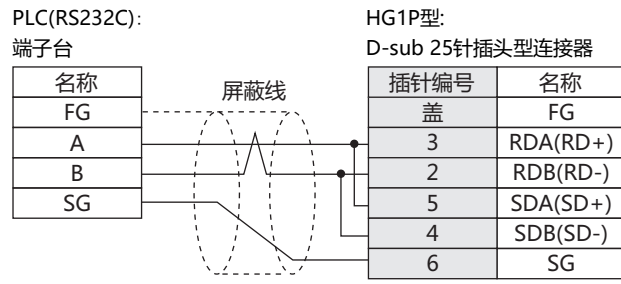 PLC(RS232C): HG1P型:
端子台 D-sub 25针插头型连接器
名称 屏蔽线 插针编号 名称
FG 盖 FG
A 3 RDA(RD+)
B 2 RDB(RD-)
SG 5 SDA(SD+)
4 SDB(SD-)
6 SG